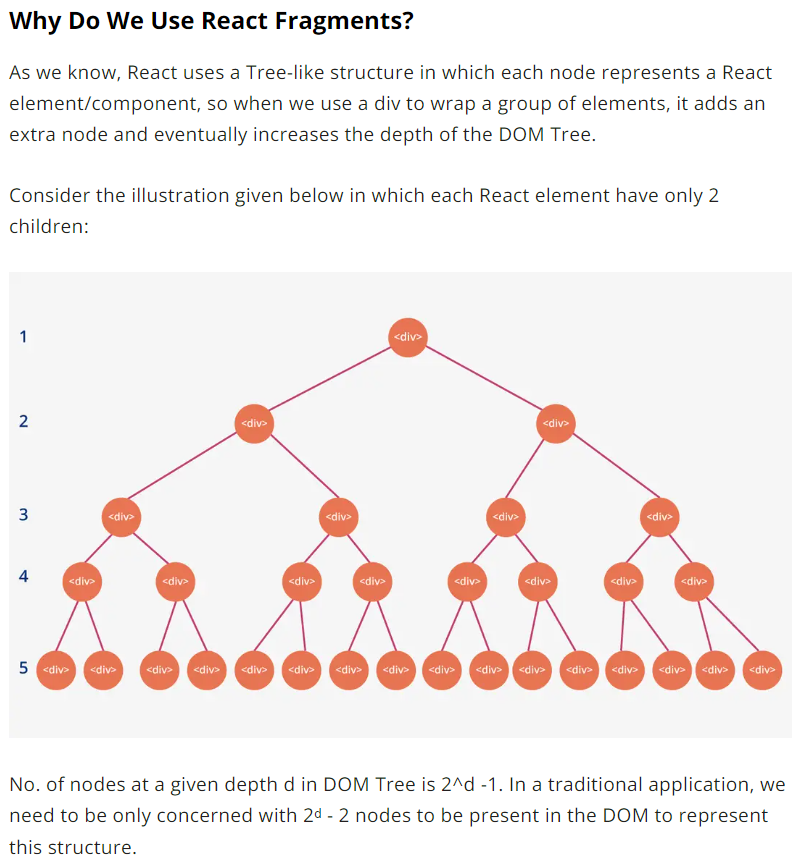 Why Do We Use React Fragments?
As we know, React uses a Tree-like structure in which each node represents a React
element/component, so when we use a div to wrap a group of elements, it adds an
extra node and eventually increases the depth of the DOM Tree.
Consider the illustration given below in which each React element have only 2
children:
1 <div>
2 <div> <div>
3 <div> <div> <div> <div>
4 <div> <div> <div> <div> <div> <div> <div> <div>
5 <div> <div> <div> <div> <div> <div> <div> <div> <div> <div> <div> <div> <div> <div> <div> <div>
No. of nodes at a given depth d in DOM Tree is 2^d -1. In a traditional application, we
need to be only concerned with 2ᵈ - 2 nodes to be present in the DOM to represent
this structure.